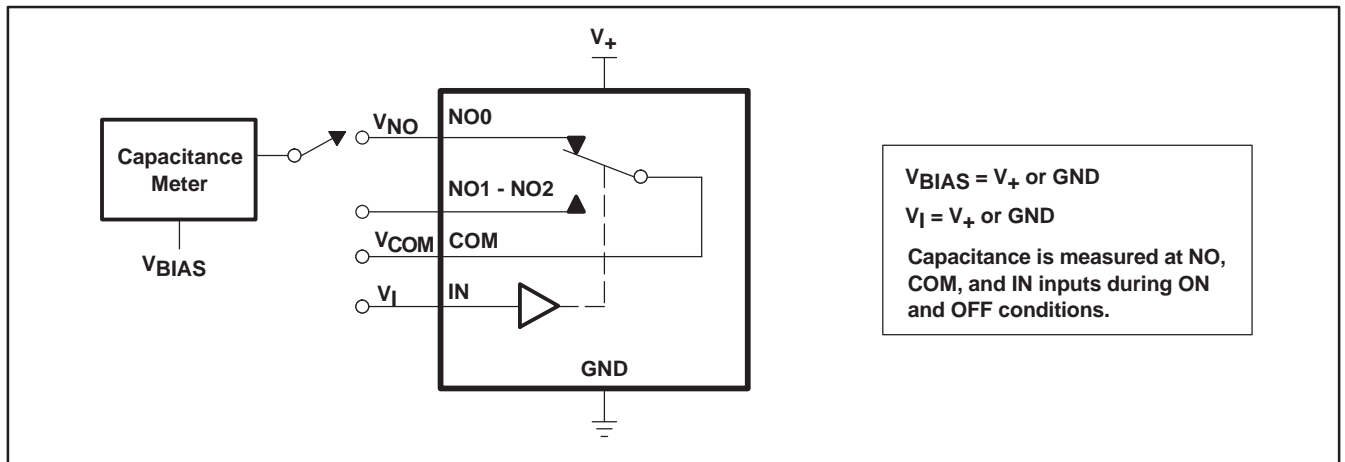 V+
VNO NO0
Capacitance
Meter
VBIAS = V+ or GND
NO1 - NO2
VI = V+ or GND
VCOM COM
VBIAS
Capacitance is measured at NO,
COM, and IN inputs during ON
and OFF conditions.
VI IN
GND